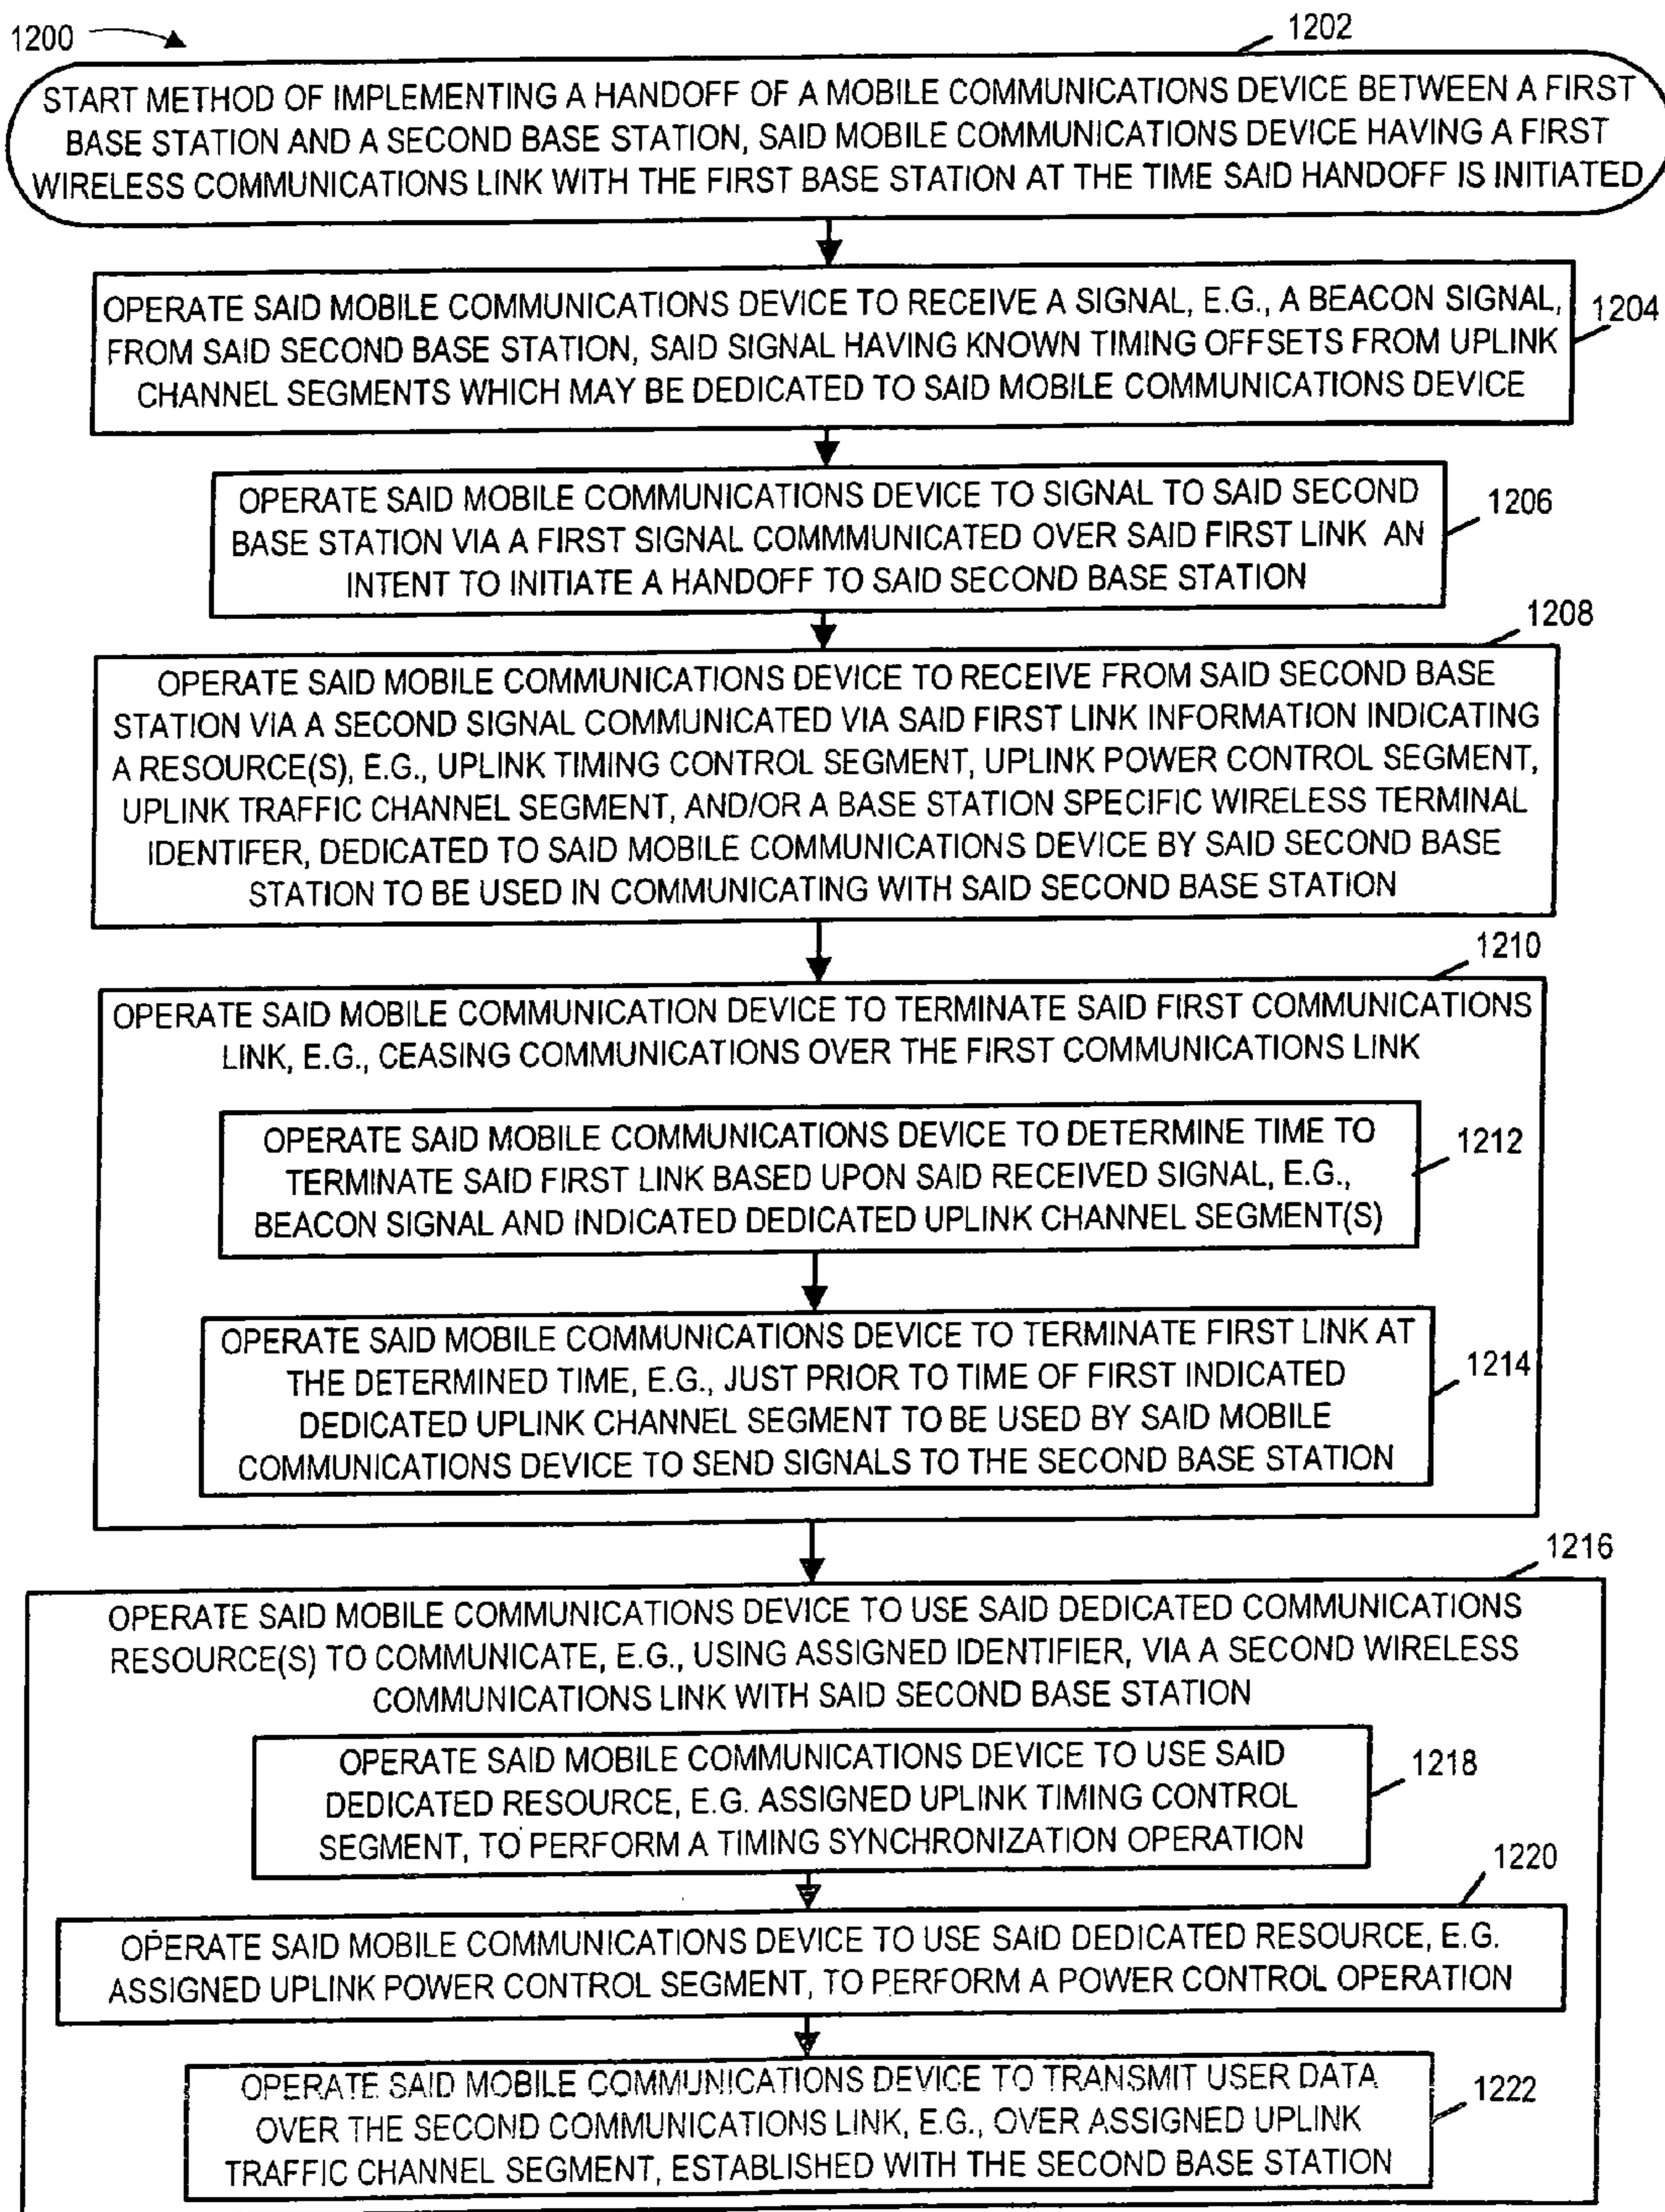 1200
1202
START METHOD OF IMPLEMENTING A HANDOFF OF A MOBILE COMMUNICATIONS DEVICE BETWEEN A FIRST
BASE STATION AND A SECOND BASE STATION, SAID MOBILE COMMUNICATIONS DEVICE HAVING A FIRST
WIRELESS COMMUNICATIONS LINK WITH THE FIRST BASE STATION AT THE TIME SAID HANDOFF IS INITIATED
OPERATE SAID MOBILE COMMUNICATIONS DEVICE TO RECEIVE A SIGNAL, E.G., A BEACON SIGNAL,
FROM SAID SECOND BASE STATION, SAID SIGNAL HAVING KNOWN TIMING OFFSETS FROM UPLINK
CHANNEL SEGMENTS WHICH MAY BE DEDICATED TO SAID MOBILE COMMUNICATIONS DEVICE
1204
OPERATE SAID MOBILE COMMUNICATIONS DEVICE TO SIGNAL TO SAID SECOND
BASE STATION VIA A FIRST SIGNAL COMMMUNICATED OVER SAID FIRST LINK AN
INTENT TO INITIATE A HANDOFF TO SAID SECOND BASE STATION
1206
1208
OPERATE SAID MOBILE COMMUNICATIONS DEVICE TO RECEIVE FROM SAID SECOND BASE
STATION VIA A SECOND SIGNAL COMMUNICATED VIA SAID FIRST LINK INFORMATION INDICATING
A RESOURCE(S), E.G., UPLINK TIMING CONTROL SEGMENT, UPLINK POWER CONTROL SEGMENT,
UPLINK TRAFFIC CHANNEL SEGMENT, AND/OR A BASE STATION SPECIFIC WIRELESS TERMINAL
IDENTIFER, DEDICATED TO SAID MOBILE COMMUNICATIONS DEVICE BY SAID SECOND BASE
STATION TO BE USED IN COMMUNICATING WITH SAID SECOND BASE STATION
1210
OPERATE SAID MOBILE COMMUNICATION DEVICE TO TERMINATE SAID FIRST COMMUNICATIONS
LINK, E.G., CEASING COMMUNICATIONS OVER THE FIRST COMMUNICATIONS LINK
OPERATE SAID MOBILE COMMUNICATIONS DEVICE TO DETERMINE TIME TO
TERMINATE SAID FIRST LINK BASED UPON SAID RECEIVED SIGNAL, E.G.,
BEACON SIGNAL AND INDICATED DEDICATED UPLINK CHANNEL SEGMENT(S)
1212
OPERATE SAID MOBILE COMMUNICATIONS DEVICE TO TERMINATE FIRST LINK AT
THE DETERMINED TIME, E.G., JUST PRIOR TO TIME OF FIRST INDICATED
DEDICATED UPLINK CHANNEL SEGMENT TO BE USED BY SAID MOBILE
COMMUNICATIONS DEVICE TO SEND SIGNALS TO THE SECOND BASE STATION
1214
1216
OPERATE SAID MOBILE COMMUNICATIONS DEVICE TO USE SAID DEDICATED COMMUNICATIONS
RESOURCE(S) TO COMMUNICATE, E.G., USING ASSIGNED IDENTIFIER, VIA A SECOND WIRELESS
COMMUNICATIONS LINK WITH SAID SECOND BASE STATION
OPERATE SAID MOBILE COMMUNICATIONS DEVICE TO USE SAID
DEDICATED RESOURCE, E.G. ASSIGNED UPLINK TIMING CONTROL
SEGMENT, TO PERFORM A TIMING SYNCHRONIZATION OPERATION
1218
1220
OPERATE SAID MOBILE COMMUNICATIONS DEVICE TO USE SAID DEDICATED RESOURCE, E.G.
ASSIGNED UPLINK POWER CONTROL SEGMENT, TO PERFORM A POWER CONTROL OPERATION
OPERATE SAID MOBILE COMMUNICATIONS DEVICE TO TRANSMIT USER DATA
OVER THE SECOND COMMUNICATIONS LINK, E.G., OVER ASSIGNED UPLINK
TRAFFIC CHANNEL SEGMENT, ESTABLISHED WITH THE SECOND BASE STATION
1222